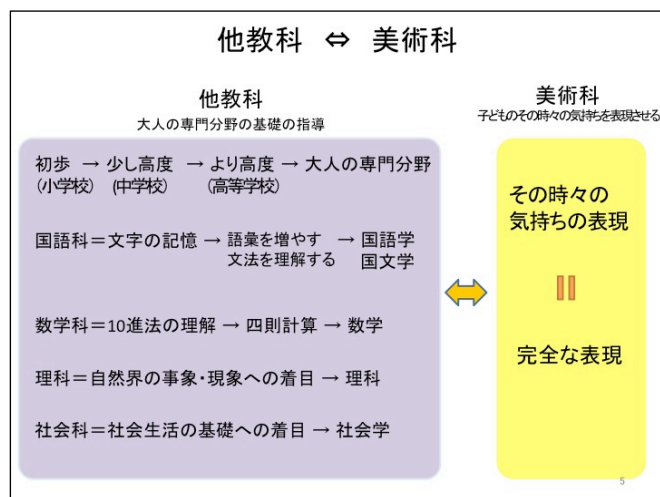 他教科 ⇔ 美術科
他教科
大人の専門分野の基礎の指導
初歩 → 少し高度 → より高度 → 大人の専門分野
(小学校) (中学校) (高等学校)
国語科=文字の記憶 → 語彙を増やす → 国語学
文法を理解する 国文学
数学科=10進法の理解 → 四則計算 → 数学
理科=自然界の事象・現象への着目 → 理科
社会科=社会生活の基礎への着目 → 社会学
美術科
子どものその時々の気持ちを表現させる
その時々の
気持ちの表現
完全な表現
5